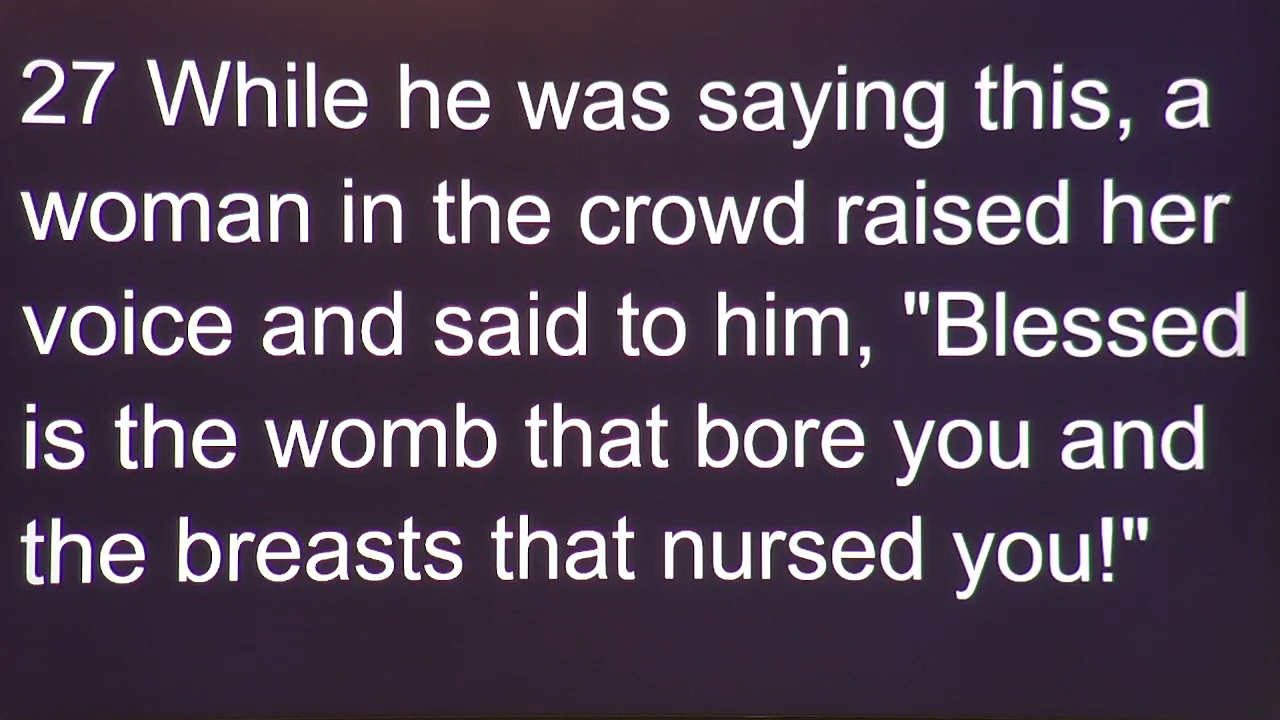 27 While he was saying this, a
woman in the crowd raised her
voice and said to him, "Blessed
is the womb that bore you and
the breasts that nursed you!"